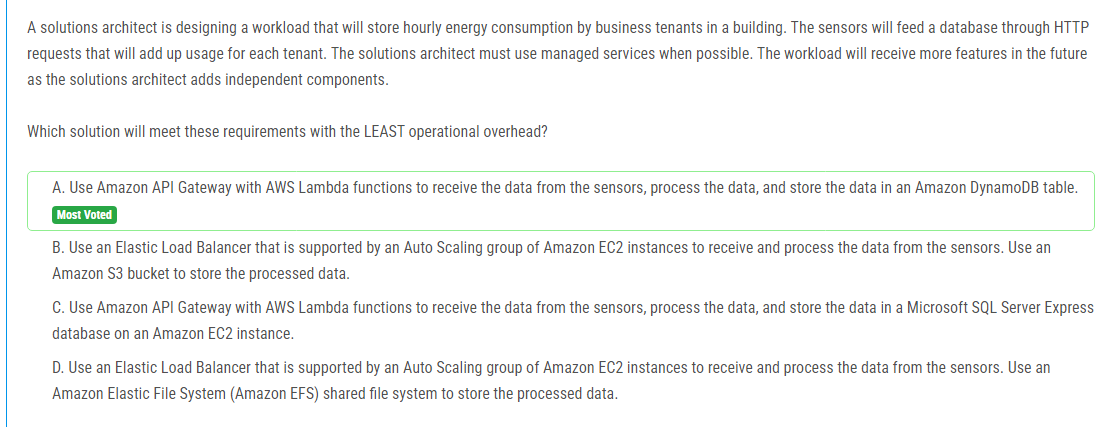 A solutions architect is designing a workload that will store hourly energy consumption by business tenants in a building. The sensors will feed a database through HTTP
requests that will add up usage for each tenant. The solutions architect must use managed services when possible. The workload will receive more features in the future
as the solutions architect adds independent components.
Which solution will meet these requirements with the LEAST operational overhead?
A. Use Amazon API Gateway with AWS Lambda functions to receive the data from the sensors, process the data, and store the data in an Amazon DynamoDB table.
Most Voted
B. Use an Elastic Load Balancer that is supported by an Auto Scaling group of Amazon EC2 instances to receive and process the data from the sensors. Use an
Amazon S3 bucket to store the processed data.
C. Use Amazon API Gateway with AWS Lambda functions to receive the data from the sensors, process the data, and store the data in a Microsoft SQL Server Express
database on an Amazon EC2 instance.
D. Use an Elastic Load Balancer that is supported by an Auto Scaling group of Amazon EC2 instances to receive and process the data from the sensors. Use an
Amazon Elastic File System (Amazon EFS) shared file system to store the processed data.